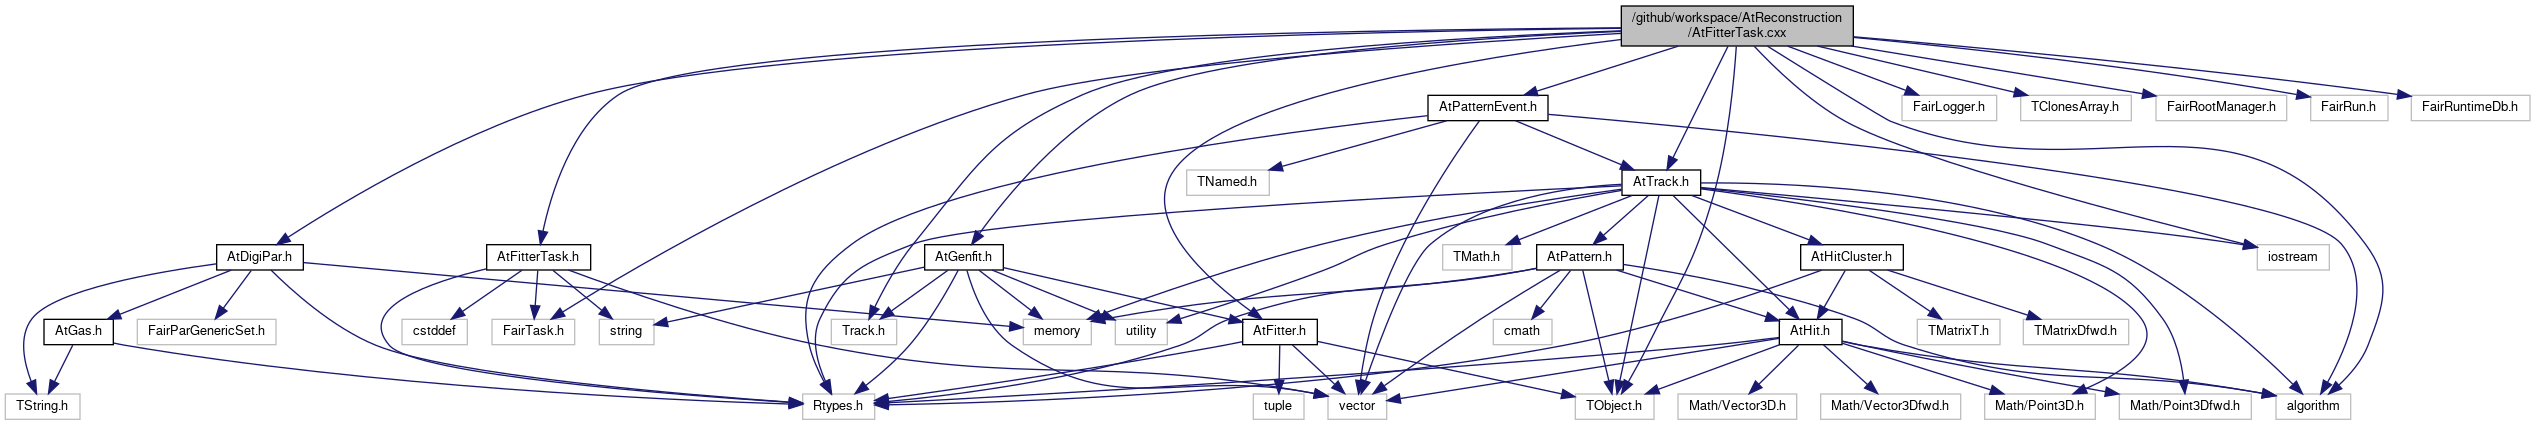 /github/workspace/AtReconstruction
/AtFitterTask.cxx
AtPatternEvent.h
FairLogger.h
TClonesArray.h
FairRootManager.h
FairRun.h
FairRuntimeDb.h
TNamed.h
AtTrack.h
AtDigiPar.h
AtFitterTask.h
AtGenfit.h
TMath.h
AtPattern.h
AtHitCluster.h
iostream
AtGas.h
FairParGenericSet.h
cstddef
FairTask.h
string
Track.h
memory
utility
AtFitter.h
cmath
AtHit.h
TMatrixT.h
TMatrixDfwd.h
TString.h
Rtypes.h
tuple
vector
TObject.h
Math/Vector3D.h
Math/Vector3Dfwd.h
Math/Point3D.h
Math/Point3Dfwd.h
algorithm